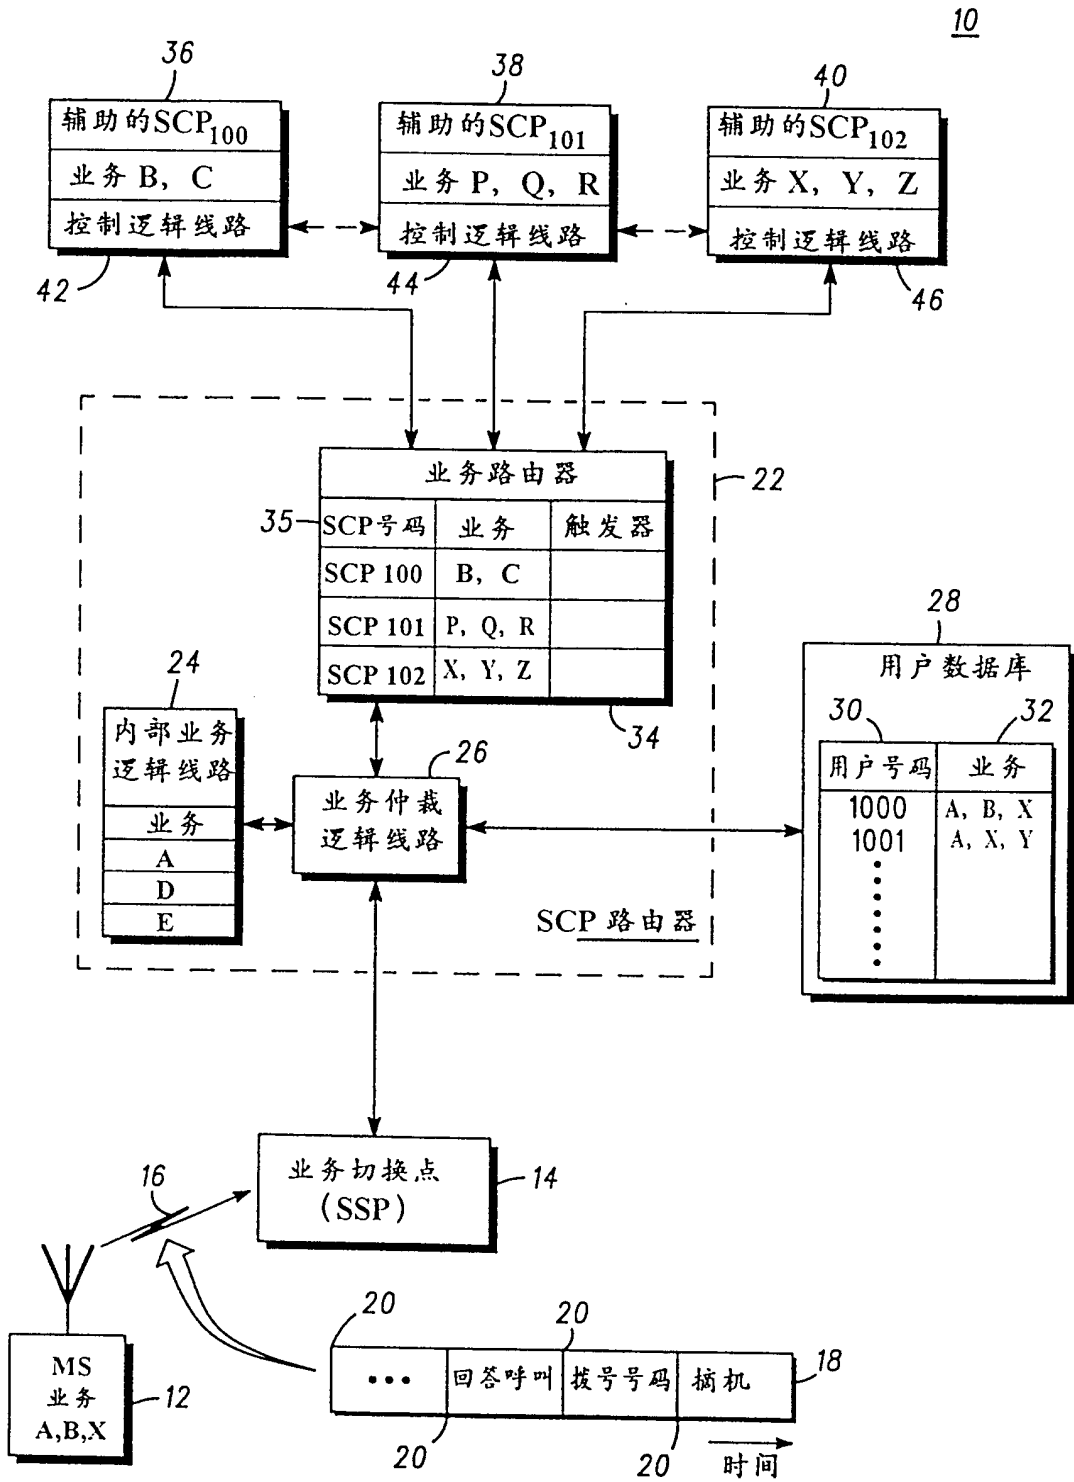 10
36
38
40
辅助的SCP100
辅助的SCP101
辅助的SCP102
业务 B, C
业务 P, Q, R
业务 X, Y, Z
控制逻辑线路
控制逻辑线路
控制逻辑线路
42
44
46
22
业务路由器
35
SCP号码 业务 触发器
SCP 100 B, C
SCP 101 P, Q, R
SCP 102 X, Y, Z
34
24
内部业务
逻辑线路
业务
A
D
E
26
业务仲裁
逻辑线路
SCP 路由器
28
用户数据库
30 32
用户号码 业务
1000 A, B, X
1001 A, X, Y
业务切换点
(SSP)
14
16
MS
业务
A,B,X
12
20 20
••• 回答呼叫 拨号号码 摘机
18
20 20
时间